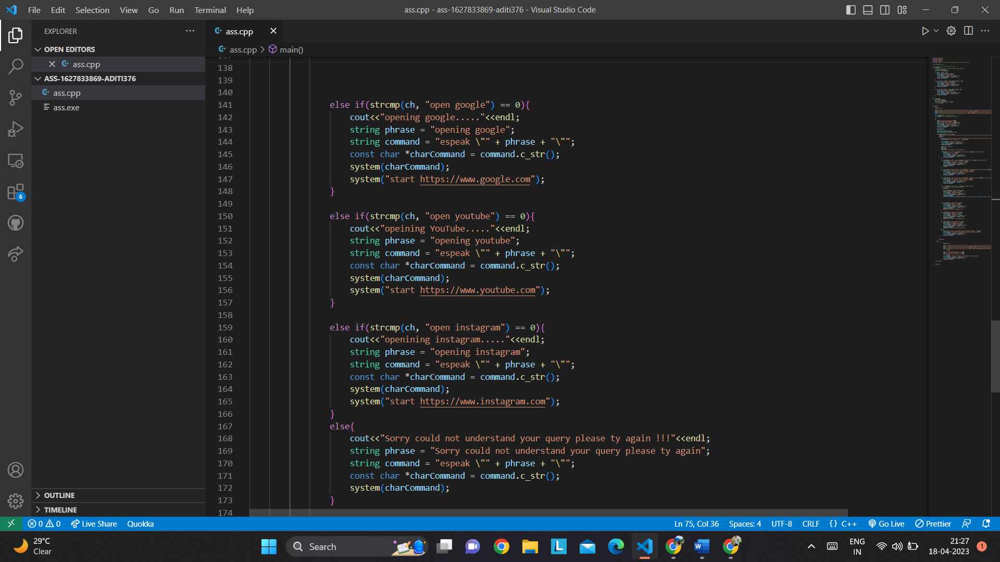 File Edit Selection View Go Run Terminal Help
ass.cpp - ass-1627833869-aditi376 - Visual Studio Code
EXPLORER
OPEN EDITORS
ass.cpp
ASS-1627833869-ADITI376
ass.cpp
ass.exe
6
OUTLINE
TIMELINE
ass.cpp
ass.cpp > main()
138
139
140
141 else if(strcmp(ch, "open google") == 0){
142 cout<<"opening google....."<<endl;
143 string phrase = "opening google";
144 string command = "espeak \"" + phrase + "\"";
145 const char *charCommand = command.c_str();
146 system(charCommand);
147 system("start https://www.google.com");
148 }
149
150 else if(strcmp(ch, "open youtube") == 0){
151 cout<<"opeining YouTube....."<<endl;
152 string phrase = "opening youtube";
153 string command = "espeak \"" + phrase + "\"";
154 const char *charCommand = command.c_str();
155 system(charCommand);
156 system("start https://www.youtube.com");
157 }
158
159 else if(strcmp(ch, "open instagram") == 0){
160 cout<<"openining instagram....."<<endl;
161 string phrase = "opening instagram";
162 string command = "espeak \"" + phrase + "\"";
163 const char *charCommand = command.c_str();
164 system(charCommand);
165 system("start https://www.instagram.com");
166 }
167 else{
168 cout<<"Sorry could not understand your query please ty again !!!"<<endl;
169 string phrase = "Sorry could not understand your query please ty again";
170 string command = "espeak \"" + phrase + "\"";
171 const char *charCommand = command.c_str();
172 system(charCommand);
173 }
174
0 0 Live Share Quokka
Ln 75, Col 36 Spaces: 4 UTF-8 CRLF {} C++ Go Live Prettier
29°C
Clear
Search
ENG
IN
21:27
18-04-2023
1